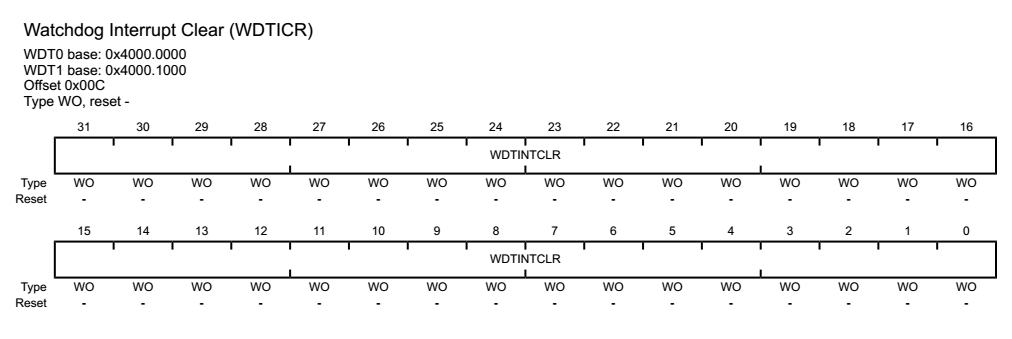 Watchdog Interrupt Clear (WDTICR)
WDT0 base: 0x4000.0000
WDT1 base: 0x4000.1000
Offset 0x00C
Type WO, reset -
31 30 29 28 27 26 25 24 23 22 21 20 19 18 17 16
WDTINTCLR
Type WO WO WO WO WO WO WO WO WO WO WO WO WO WO WO WO
Reset - - - - - - - - - - - - - - - -
15 14 13 12 11 10 9 8 7 6 5 4 3 2 1 0
WDTINTCLR
Type WO WO WO WO WO WO WO WO WO WO WO WO WO WO WO WO
Reset - - - - - - - - - - - - - - - -